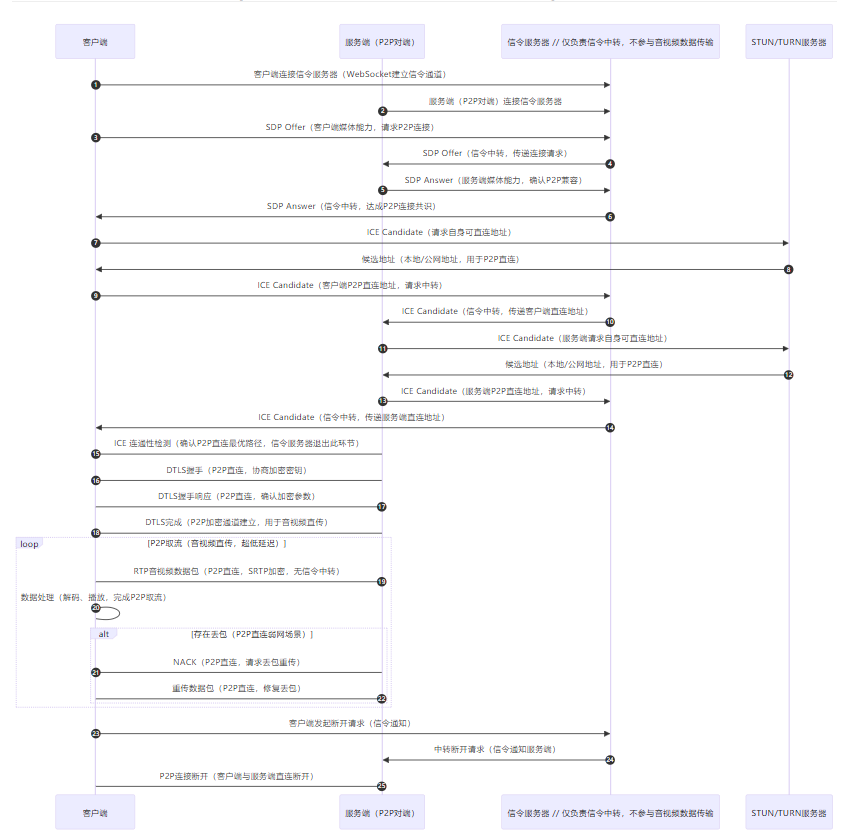 客户端
服务端（P2P对端）
信令服务器 // 仅负责信令中转，不参与音视频数据传输
STUN/TURN服务器
客户端连接信令服务器（WebSocket建立信令通道）
1
服务端（P2P对端）连接信令服务器
2
SDP Offer（客户端媒体能力，请求P2P连接）
3
SDP Offer（信令中转，传递连接请求）
4
SDP Answer（服务端媒体能力，确认P2P兼容）
5
SDP Answer（信令中转，达成P2P连接共识）
6
ICE Candidate（请求自身可直连地址）
7
候选地址（本地/公网地址，用于P2P直连）
8
ICE Candidate（客户端P2P直连地址，请求中转）
9
ICE Candidate（信令中转，传递客户端直连地址）
10
ICE Candidate（服务端请求自身可直连地址）
11
候选地址（本地/公网地址，用于P2P直连）
12
ICE Candidate（服务端P2P直连地址，请求中转）
13
ICE Candidate（信令中转，传递服务端直连地址）
14
ICE 连通性检测（确认P2P直连最优路径，信令服务器退出此环节）
15
DTLS握手（P2P直连，协商加密密钥）
16
DTLS握手响应（P2P直连，确认加密参数）
17
DTLS完成（P2P加密通道建立，用于音视频直传）
18
loop
[P2P取流（音视频直传，超低延迟）]
RTP音视频数据包（P2P直连，SRTP加密，无信令中转）
19
数据处理（解码、播放，完成P2P取流）
20
alt
[存在丢包（P2P直连弱网场景）]
NACK（P2P直连，请求丢包重传）
21
重传数据包（P2P直连，修复丢包）
22
客户端发起断开请求（信令通知）
23
中转断开请求（信令通知服务端）
24
P2P连接断开（客户端与服务端直连断开）
25
客户端
服务端（P2P对端）
信令服务器 // 仅负责信令中转，不参与音视频数据传输
STUN/TURN服务器